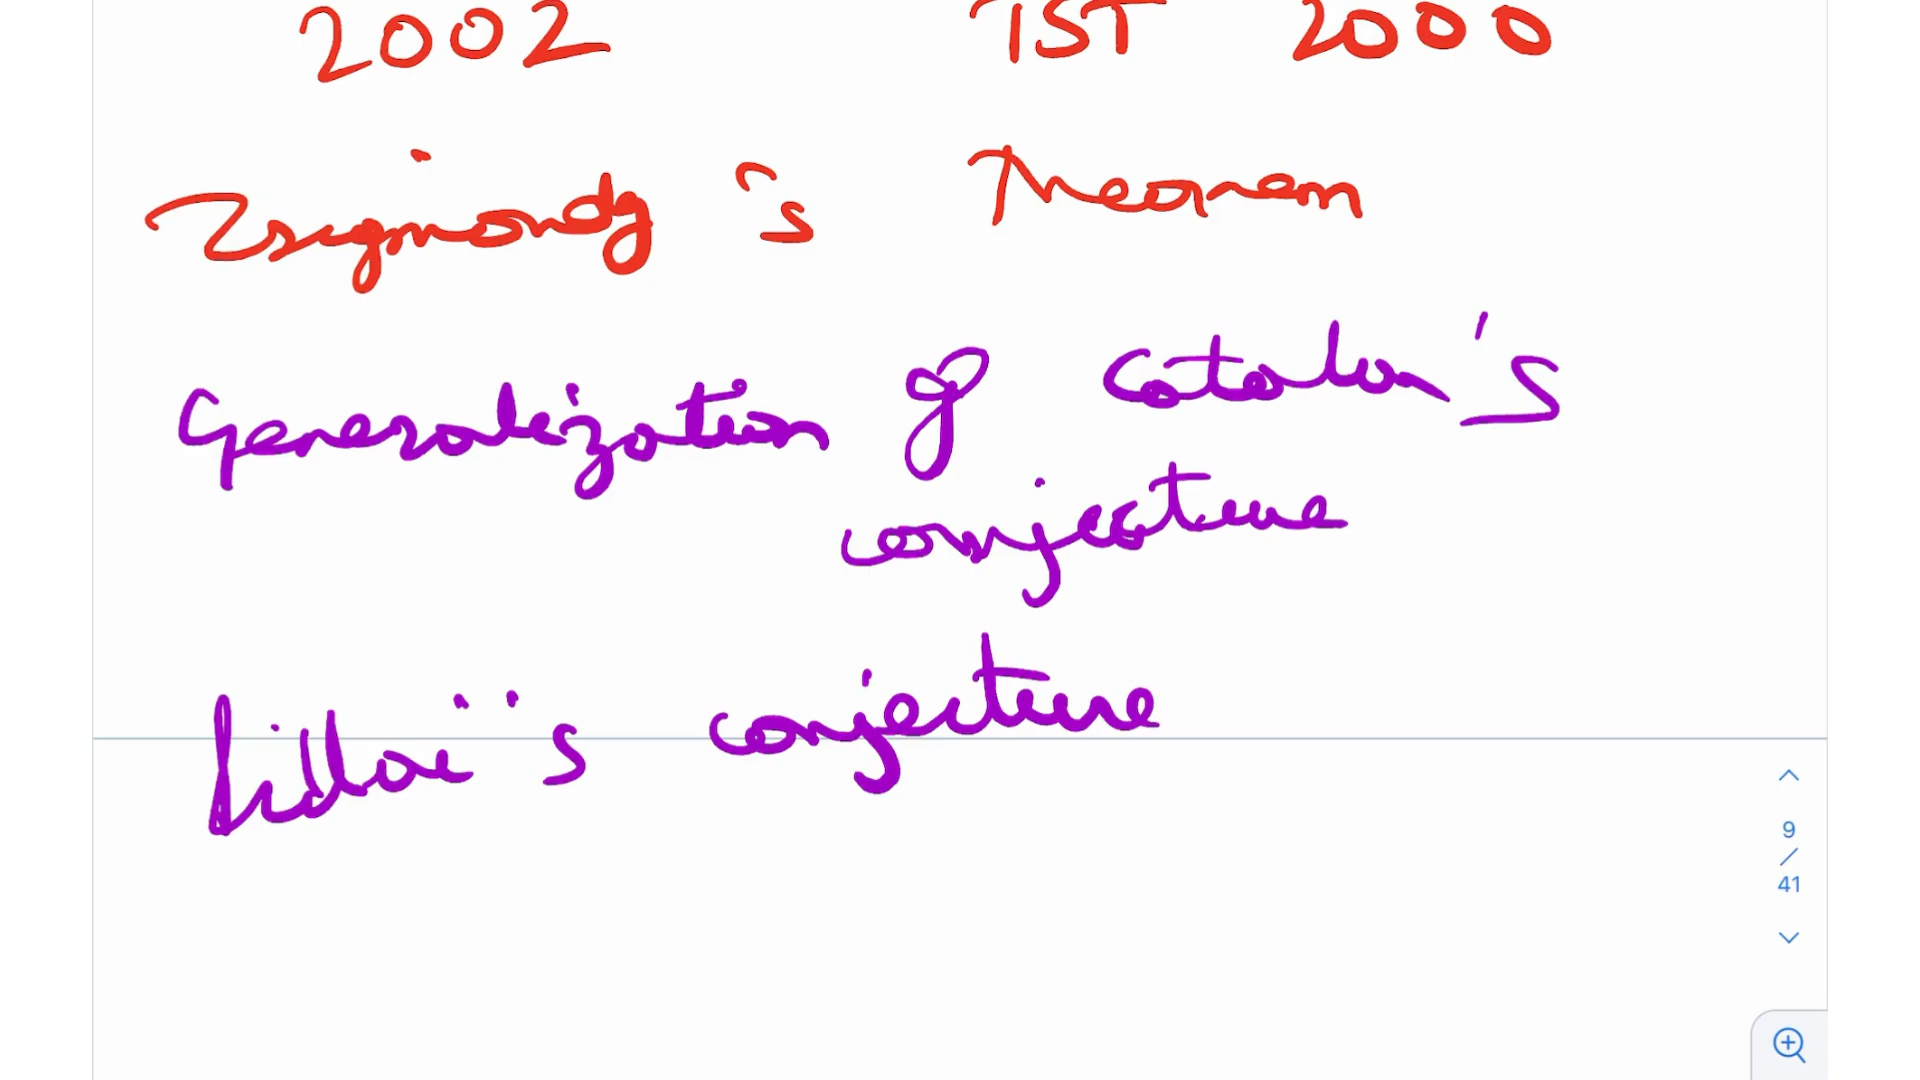 2002 TST 2000
Zsigmondy's Theorem
Generalization of Catalan's
conjecture
Pillai's conjecture
9
/
41